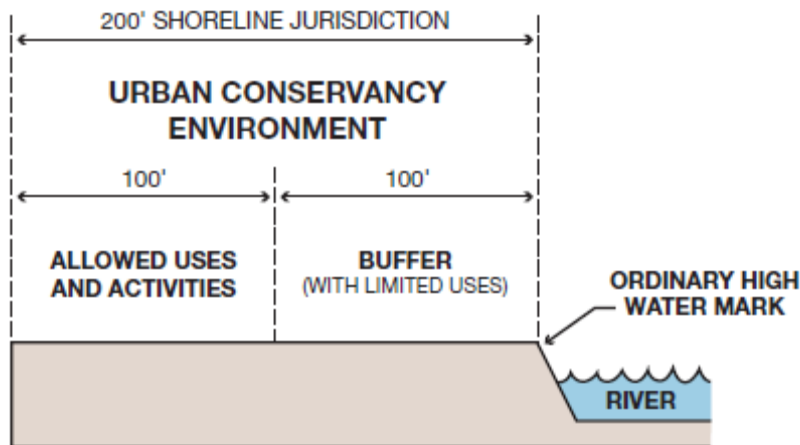 200' SHORELINE JURISDICTION
URBAN CONSERVANCY
ENVIRONMENT
100'
100'
ALLOWED USES
AND ACTIVITIES
BUFFER
(WITH LIMITED USES)
ORDINARY HIGH
WATER MARK
RIVER